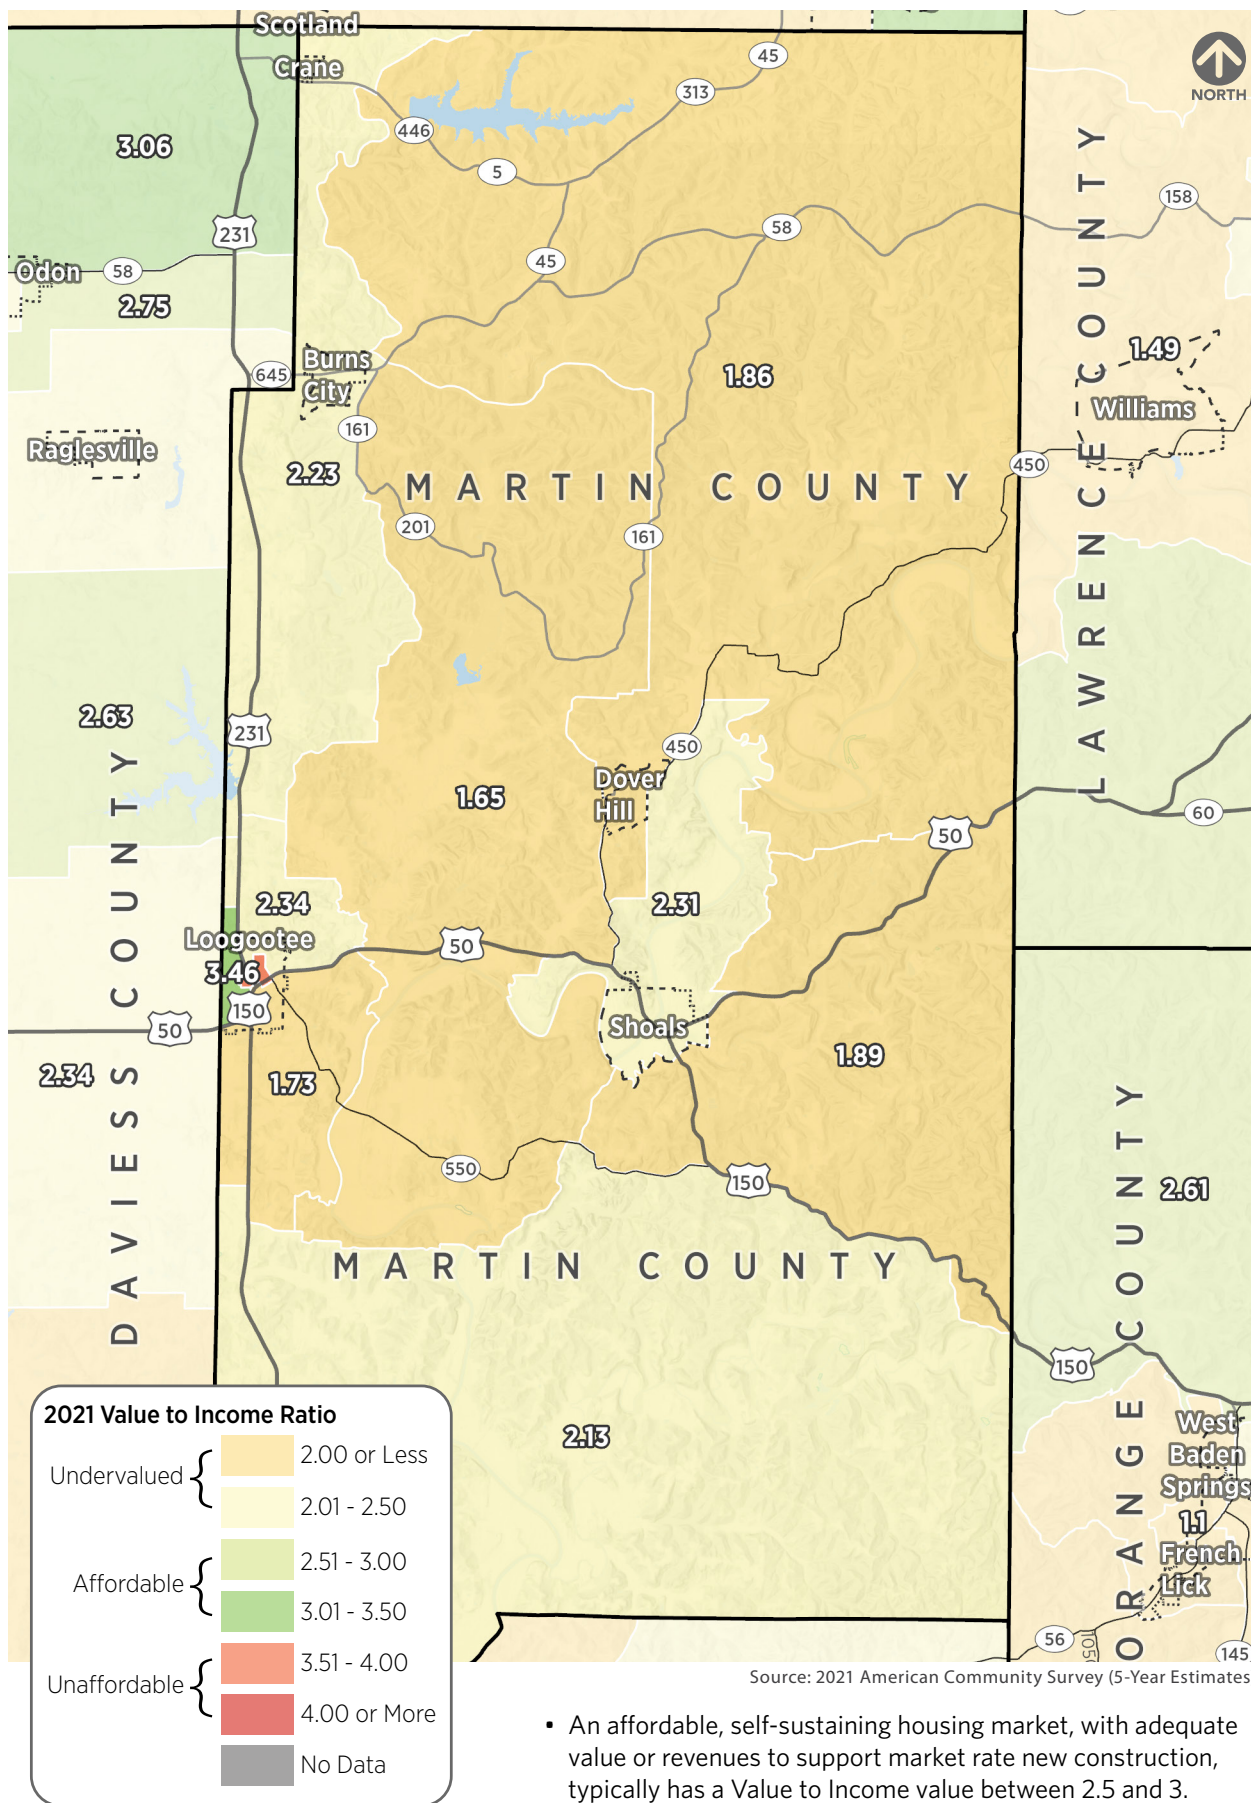 Scotland
Crane
45
313
446
5
NORTH
3.06
231
158
58
45
Odon
58
2.75
645
Burns
City
1.86
1.49
Williams
161
Raglesville
2.23
MARTIN COUNTY
450
201
161
LAWRENCE COUNTY
2.63
231
450
Dover
Hill
1.65
50
60
2.34
2.31
Loogootee
50
3.46
150
50
Shoals
2.34
1.73
1.89
DAVIESS COUNTY
550
150
2.61
MARTIN COUNTY
150
ORANGE COUNTY
West
Baden
Springs
1.1
French
Lick
2.13
56
105
145
2021 Value to Income Ratio
Undervalued
2.00 or Less
2.01 - 2.50
Affordable
2.51 - 3.00
3.01 - 3.50
Unaffordable
3.51 - 4.00
4.00 or More
No Data
Source: 2021 American Community Survey (5-Year Estimates
• An affordable, self-sustaining housing market, with adequate
value or revenues to support market rate new construction,
typically has a Value to Income value between 2.5 and 3.